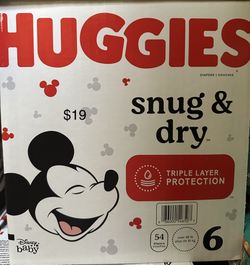 HUGGIES
DIAPERS | COUCHES
$19
snug &
dry
TRIPLE LAYER
PROTECTION
Disney
baby
54
6